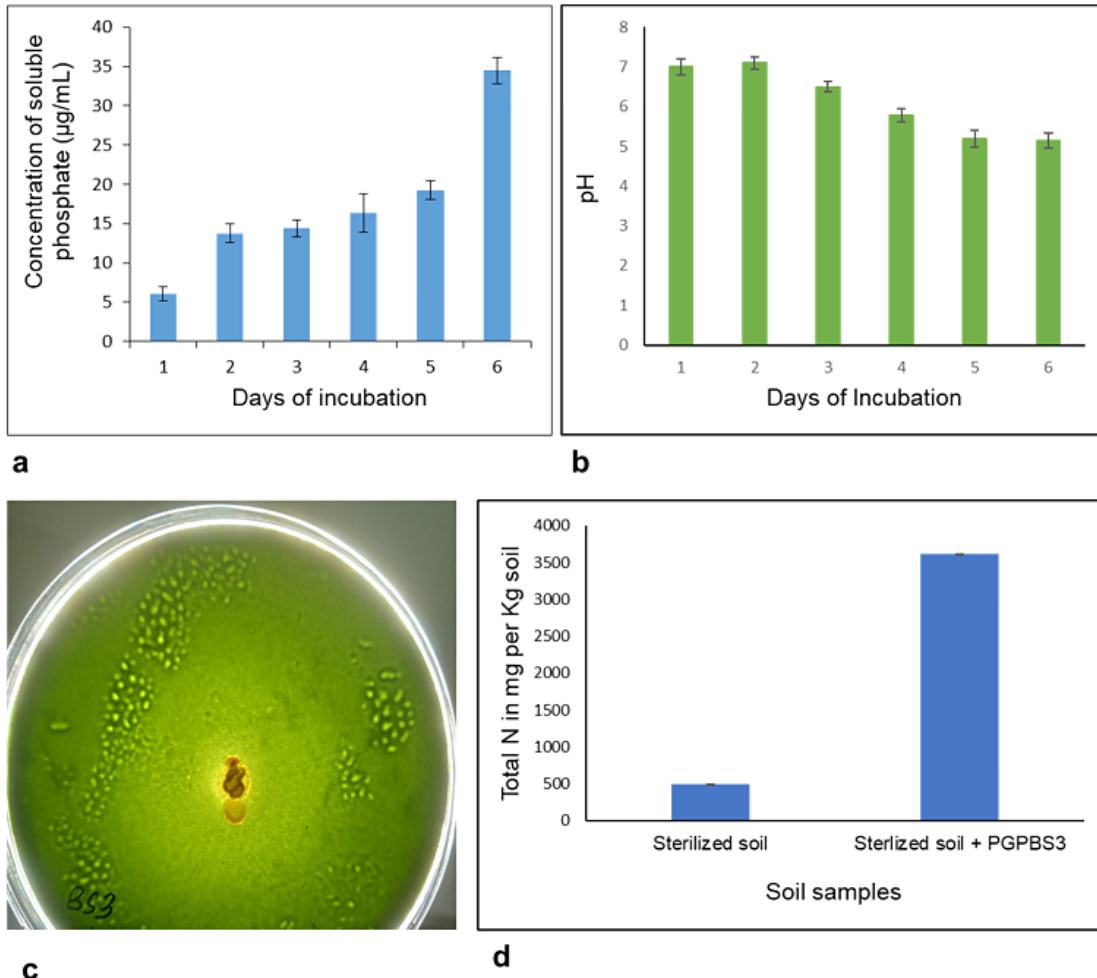 Concentration of soluble
phosphate (µg/mL)
40
35
30
25
20
15
10
5
0
1 2 3 4 5 6
Days of incubation
a
pH
8
7
6
5
4
3
2
1
0
1 2 3 4 5 6
Days of Incubation
b
BS3
c
Total N in mg per Kg soil
4000
3500
3000
2500
2000
1500
1000
500
0
Sterilized soil Sterlized soil + PGPBS3
Soil samples
d